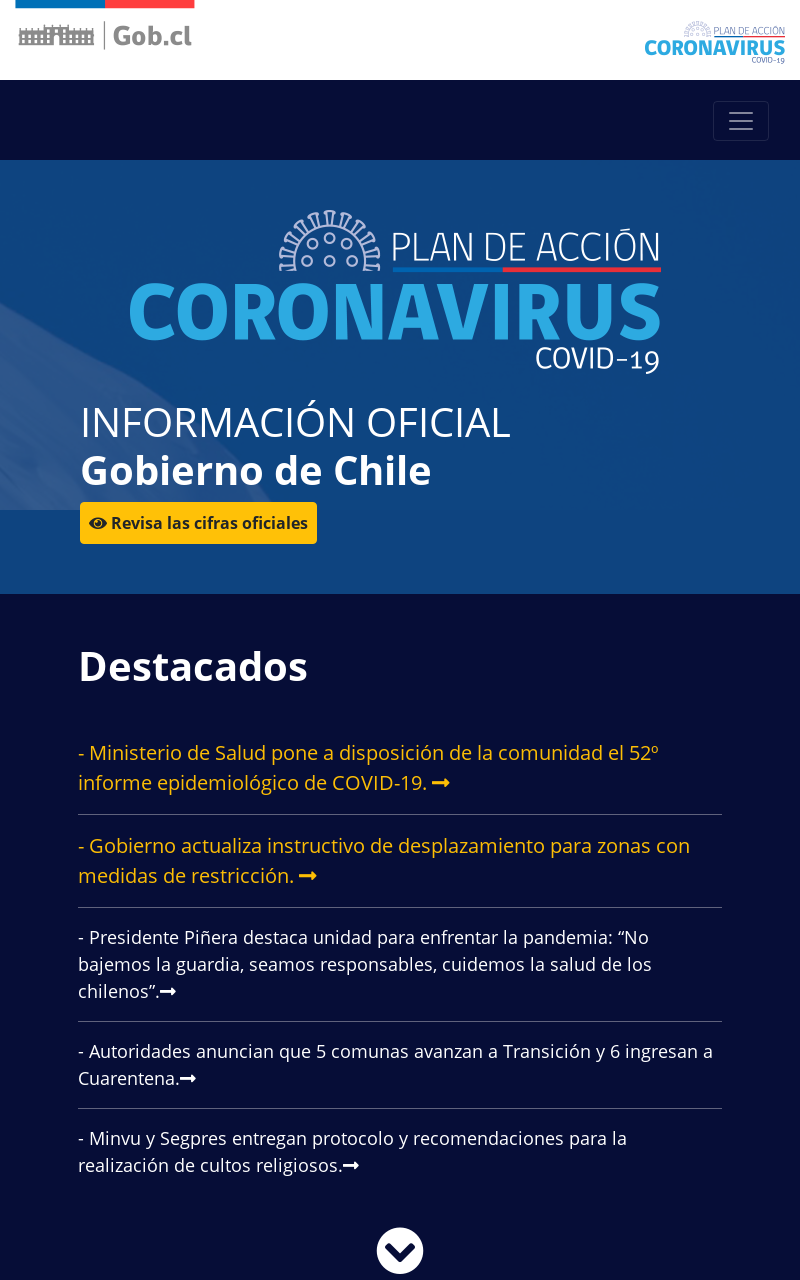 Gob.cl
PLAN DE ACCIÓN
CORONAVIRUS
COVID-19
PLAN DE ACCIÓN
CORONAVIRUS
COVID-19
INFORMACIÓN OFICIAL
Gobierno de Chile
Revisa las cifras oficiales
Destacados
- Ministerio de Salud pone a disposición de la comunidad el 52º
informe epidemiológico de COVID-19.
- Gobierno actualiza instructivo de desplazamiento para zonas con
medidas de restricción.
- Presidente Piñera destaca unidad para enfrentar la pandemia: “No
bajemos la guardia, seamos responsables, cuidemos la salud de los
chilenos”.
- Autoridades anuncian que 5 comunas avanzan a Transición y 6 ingresan a
Cuarentena.
- Minvu y Segpres entregan protocolo y recomendaciones para la
realización de cultos religiosos.